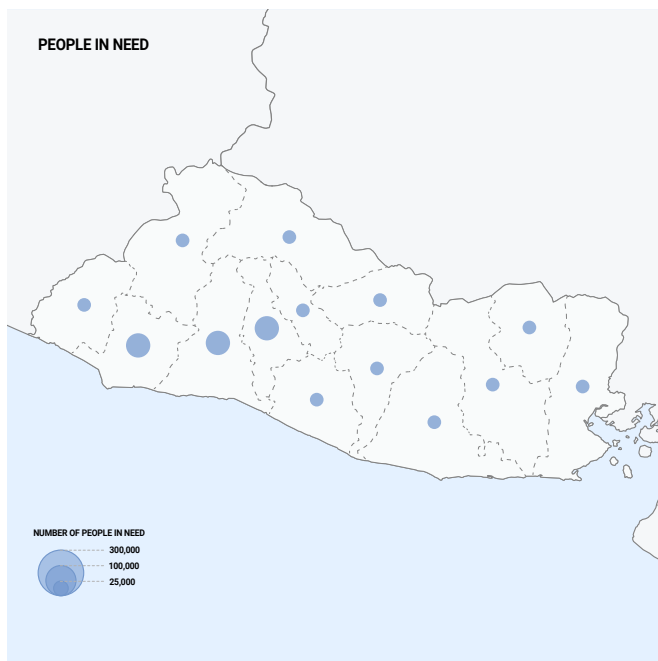 PEOPLE IN NEED
NUMBER OF PEOPLE IN NEED
300,000
100,000
25,000